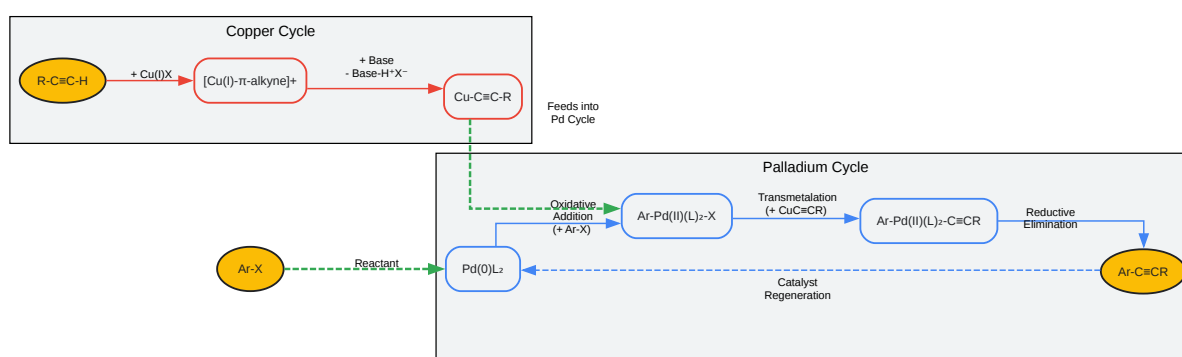 Copper Cycle
R-C≡C-H
+ Cu(I)X
[Cu(I)-π-alkyne]+
+ Base
- Base-H⁺X⁻
Cu-C≡C-R
Feeds into
Pd Cycle
Palladium Cycle
Ar-X
Reactant
Pd(0)L₂
Oxidative
Addition
(+ Ar-X)
Ar-Pd(II)(L)₂-X
Transmetalation
(+ CuC≡CR)
Ar-Pd(II)(L)₂-C≡CR
Reductive
Elimination
Ar-C≡CR
Catalyst
Regeneration